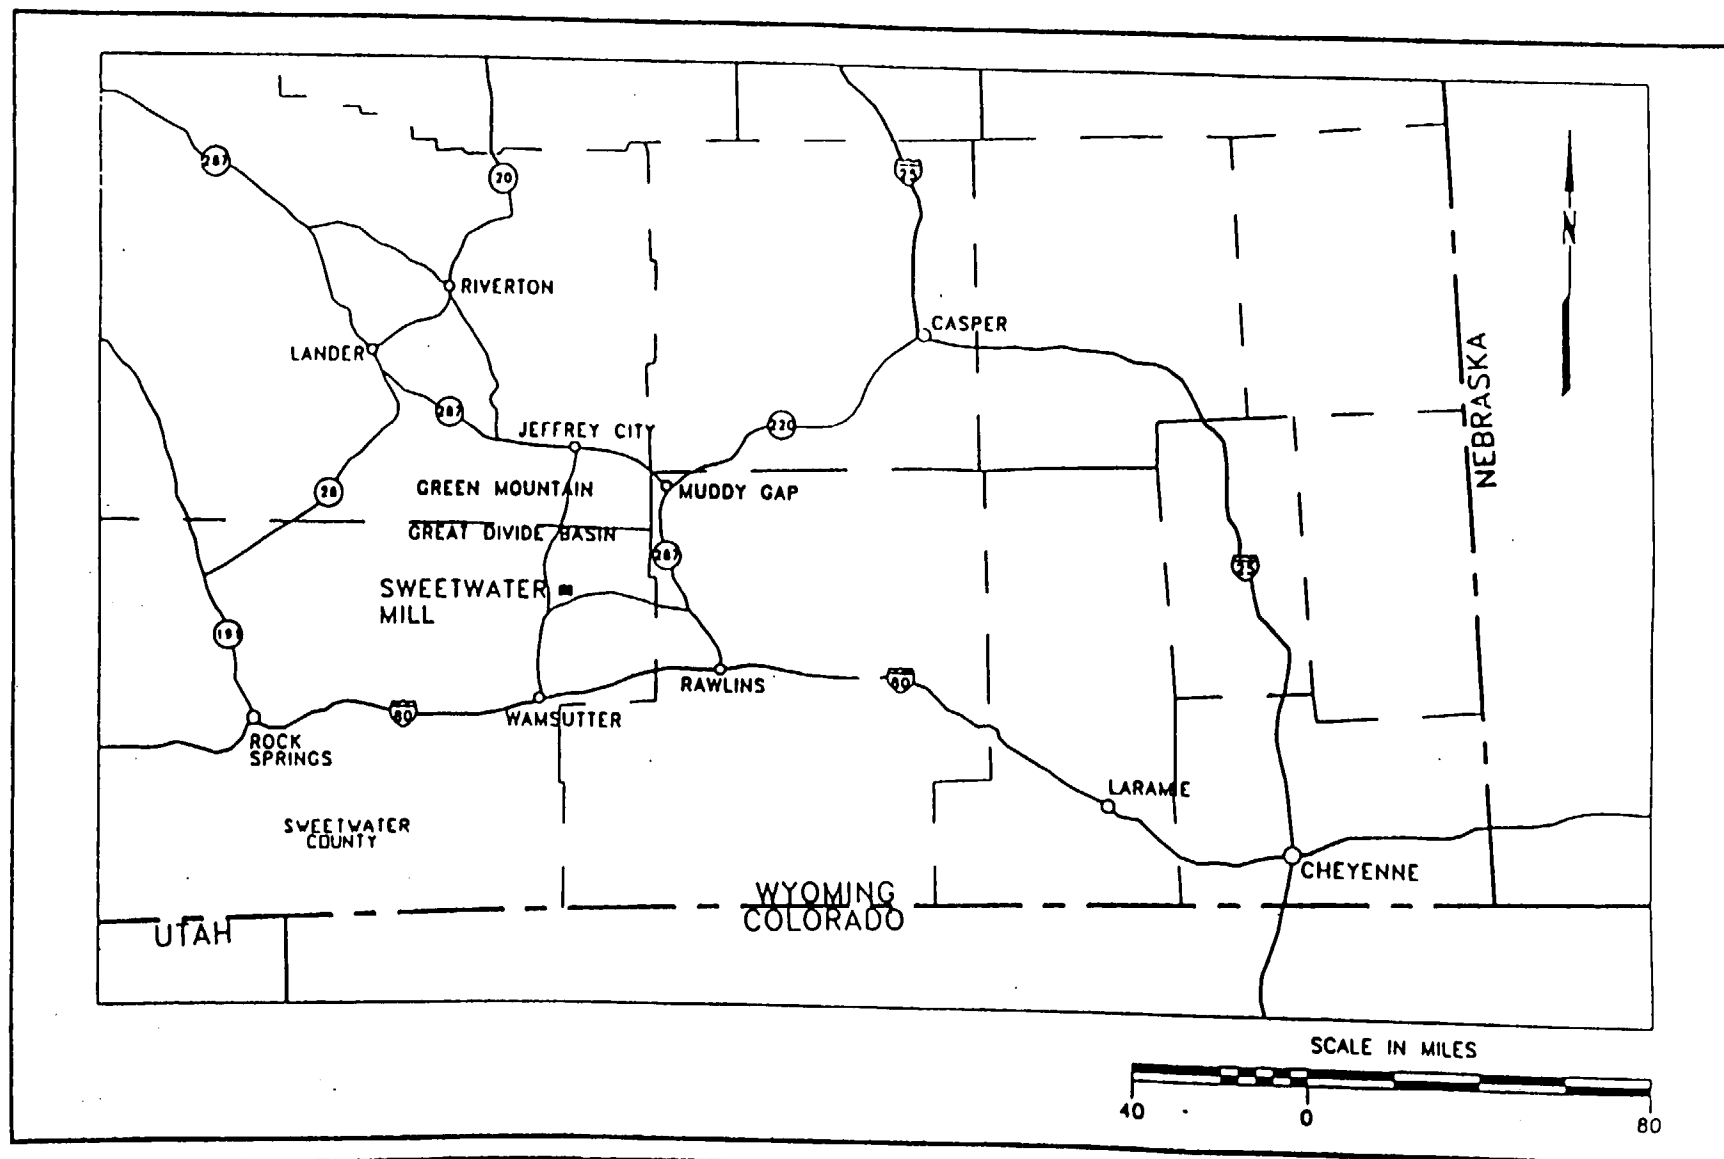 287
20
25
N
RIVERTON
CASPER
LANDER
NEBRASKA
287
220
JEFFREY CITY
28
GREEN MOUNTAIN
MUDDY GAP
GREAT DIVIDE BASIN
287
25
SWEETWATER
MILL
191
RAWLINS
80
80
WAMSUTTER
ROCK
SPRINGS
LARAMIE
SWEETWATER
COUNTY
CHEYENNE
WYOMING
COLORADO
UTAH
SCALE IN MILES
40
0
80